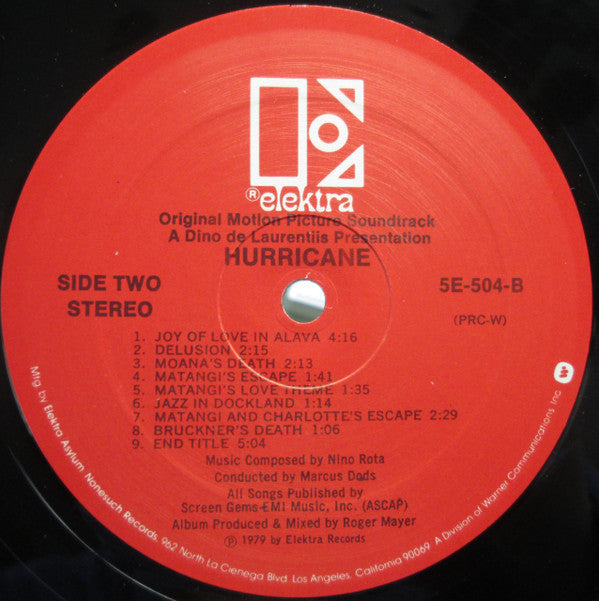 ® elektra
Original Motion Picture Soundtrack
A Dino de Laurentiis Presentation
HURRICANE
SIDE TWO
STEREO
5E-504-B
(PRC-W)
1. JOY OF LOVE IN ALAVA 4:16
2. DELUSION 2:15
3. MOANA'S DEATH 2:13
4. MATANGI'S ESCAPE 1:41
5. MATANGI'S LOVE THEME 1:35
6. JAZZ IN DOCKLAND 1:14
7. MATANGI AND CHARLOTTE'S ESCAPE 2:29
8. BRUCKNER'S DEATH 1:06
9. END TITLE 5:04
Music Composed by Nino Rota
Conducted by Marcus Dods
All Songs Published by
Screen Gems-EMI Music, Inc. (ASCAP)
Album Produced & Mixed by Roger Mayer
℗ 1979 by Elektra Records
Mfg by Elektra Asylum Nonesuch Records, 962 North La Cienega Blvd. Los Angeles, California 90069. A Division of Warner Communications Inc